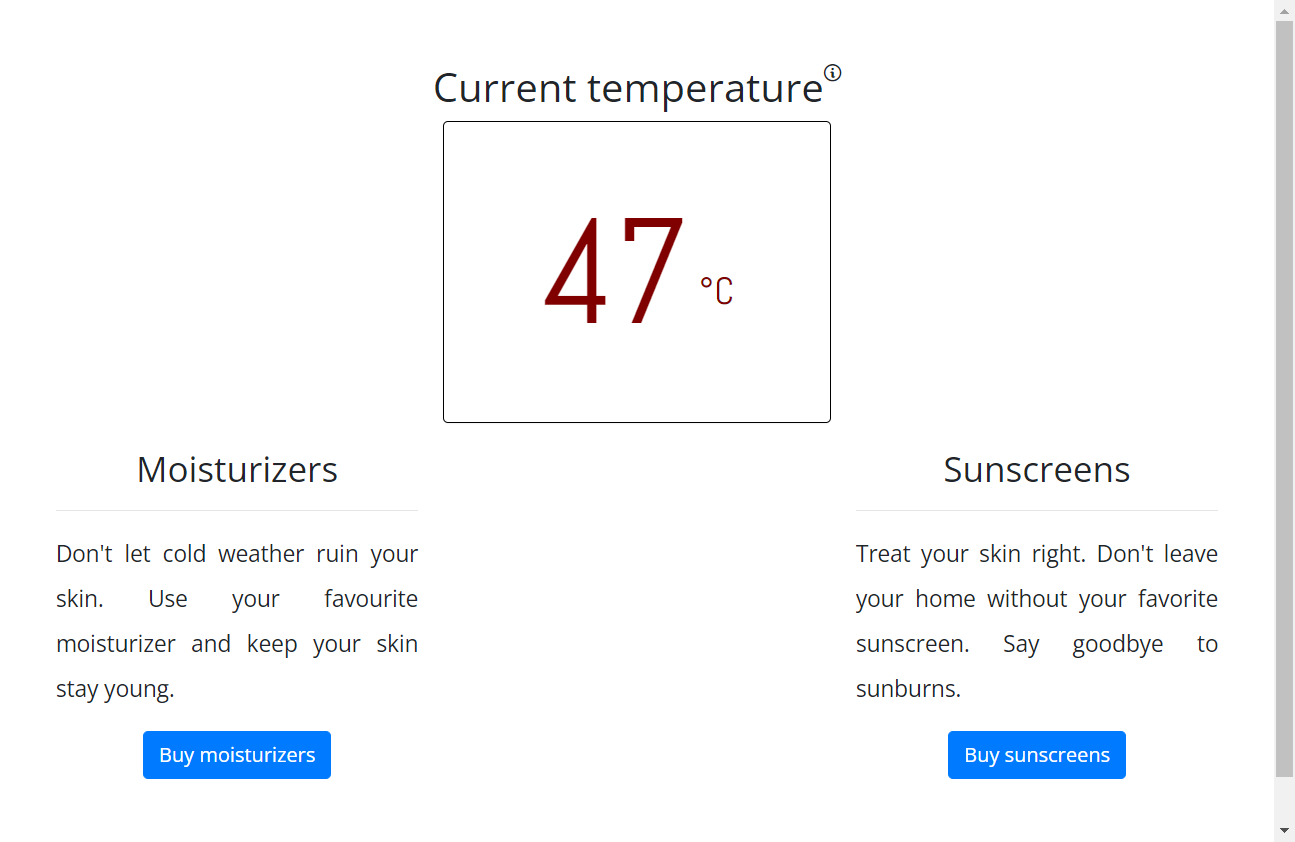 Current temperature
47 °C
Moisturizers
Don't let cold weather ruin your
skin. Use your favourite
moisturizer and keep your skin
stay young.
Buy moisturizers
Sunscreens
Treat your skin right. Don't leave
your home without your favorite
sunscreen. Say goodbye to
sunburns.
Buy sunscreens